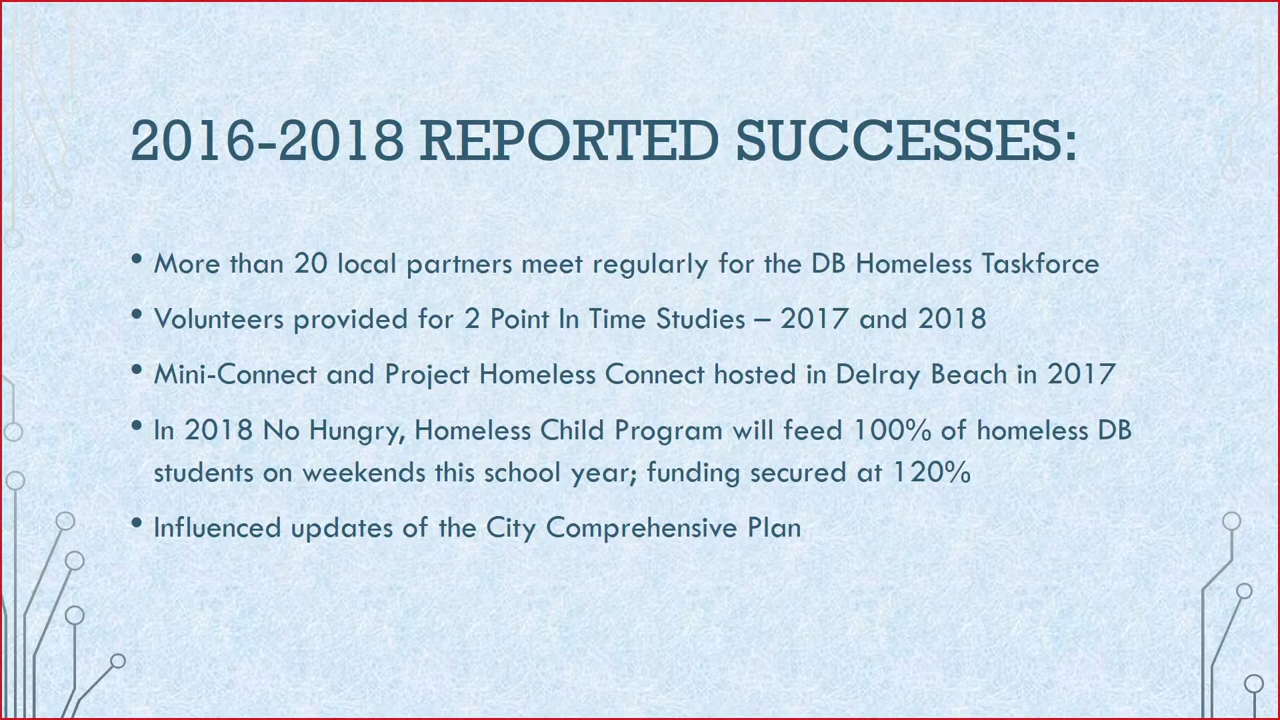 2016-2018 REPORTED SUCCESSES:
• More than 20 local partners meet regularly for the DB Homeless Taskforce
• Volunteers provided for 2 Point In Time Studies – 2017 and 2018
• Mini-Connect and Project Homeless Connect hosted in Delray Beach in 2017
• In 2018 No Hungry, Homeless Child Program will feed 100% of homeless DB
students on weekends this school year; funding secured at 120%
• Influenced updates of the City Comprehensive Plan